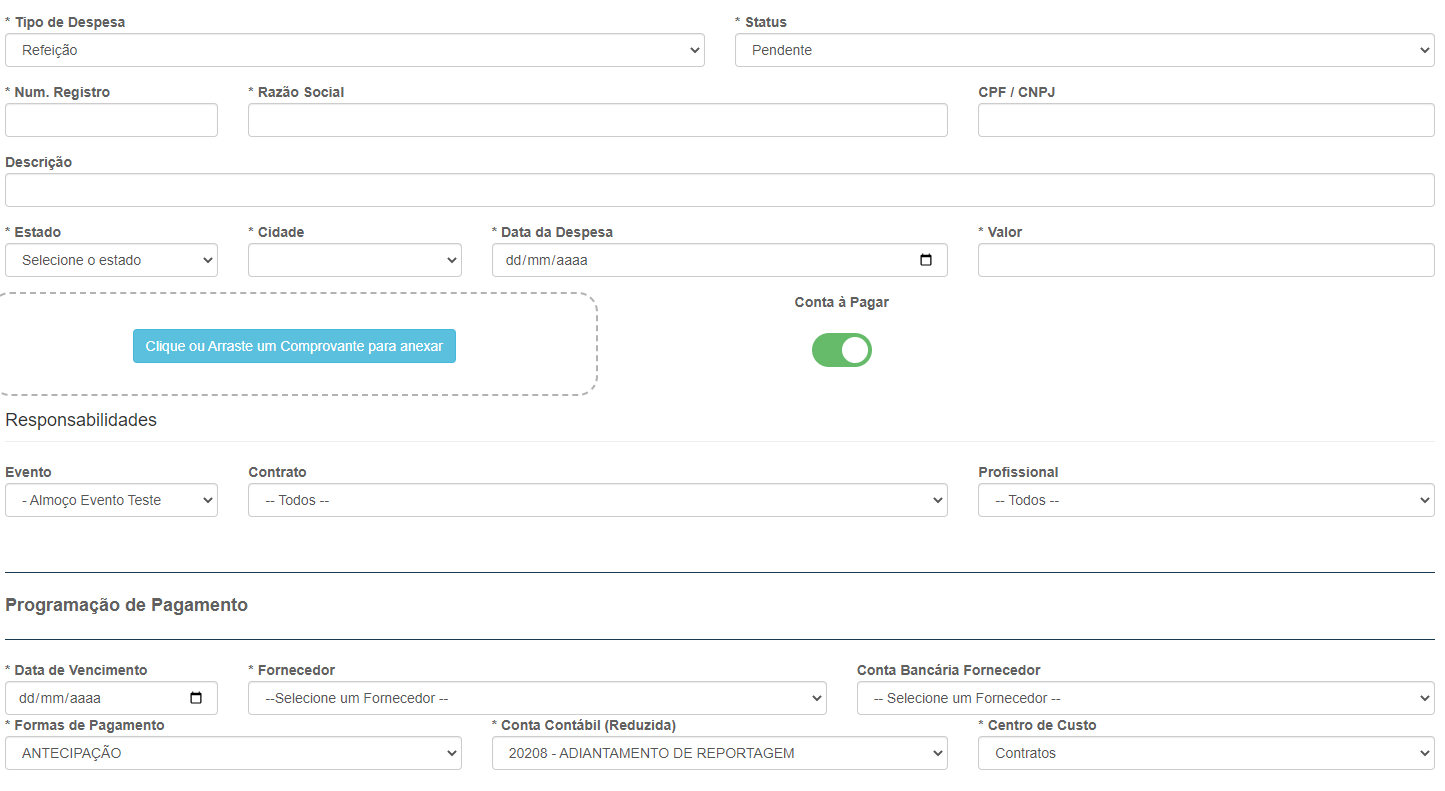 * Tipo de Despesa * Status
Refeição Pendente
* Num. Registro * Razão Social CPF / CNPJ
Descrição
* Estado * Cidade * Data da Despesa * Valor
Selecione o estado dd/mm/aaaa
Conta à Pagar
Clique ou Arraste um Comprovante para anexar
Responsabilidades
Evento Contrato Profissional
- Almoço Evento Teste -- Todos -- -- Todos --
Programação de Pagamento
* Data de Vencimento * Fornecedor Conta Bancária Fornecedor
dd/mm/aaaa --Selecione um Fornecedor -- -- Selecione um Fornecedor --
* Formas de Pagamento * Conta Contábil (Reduzida) * Centro de Custo
ANTECIPAÇÃO 20208 - ADIANTAMENTO DE REPORTAGEM Contratos